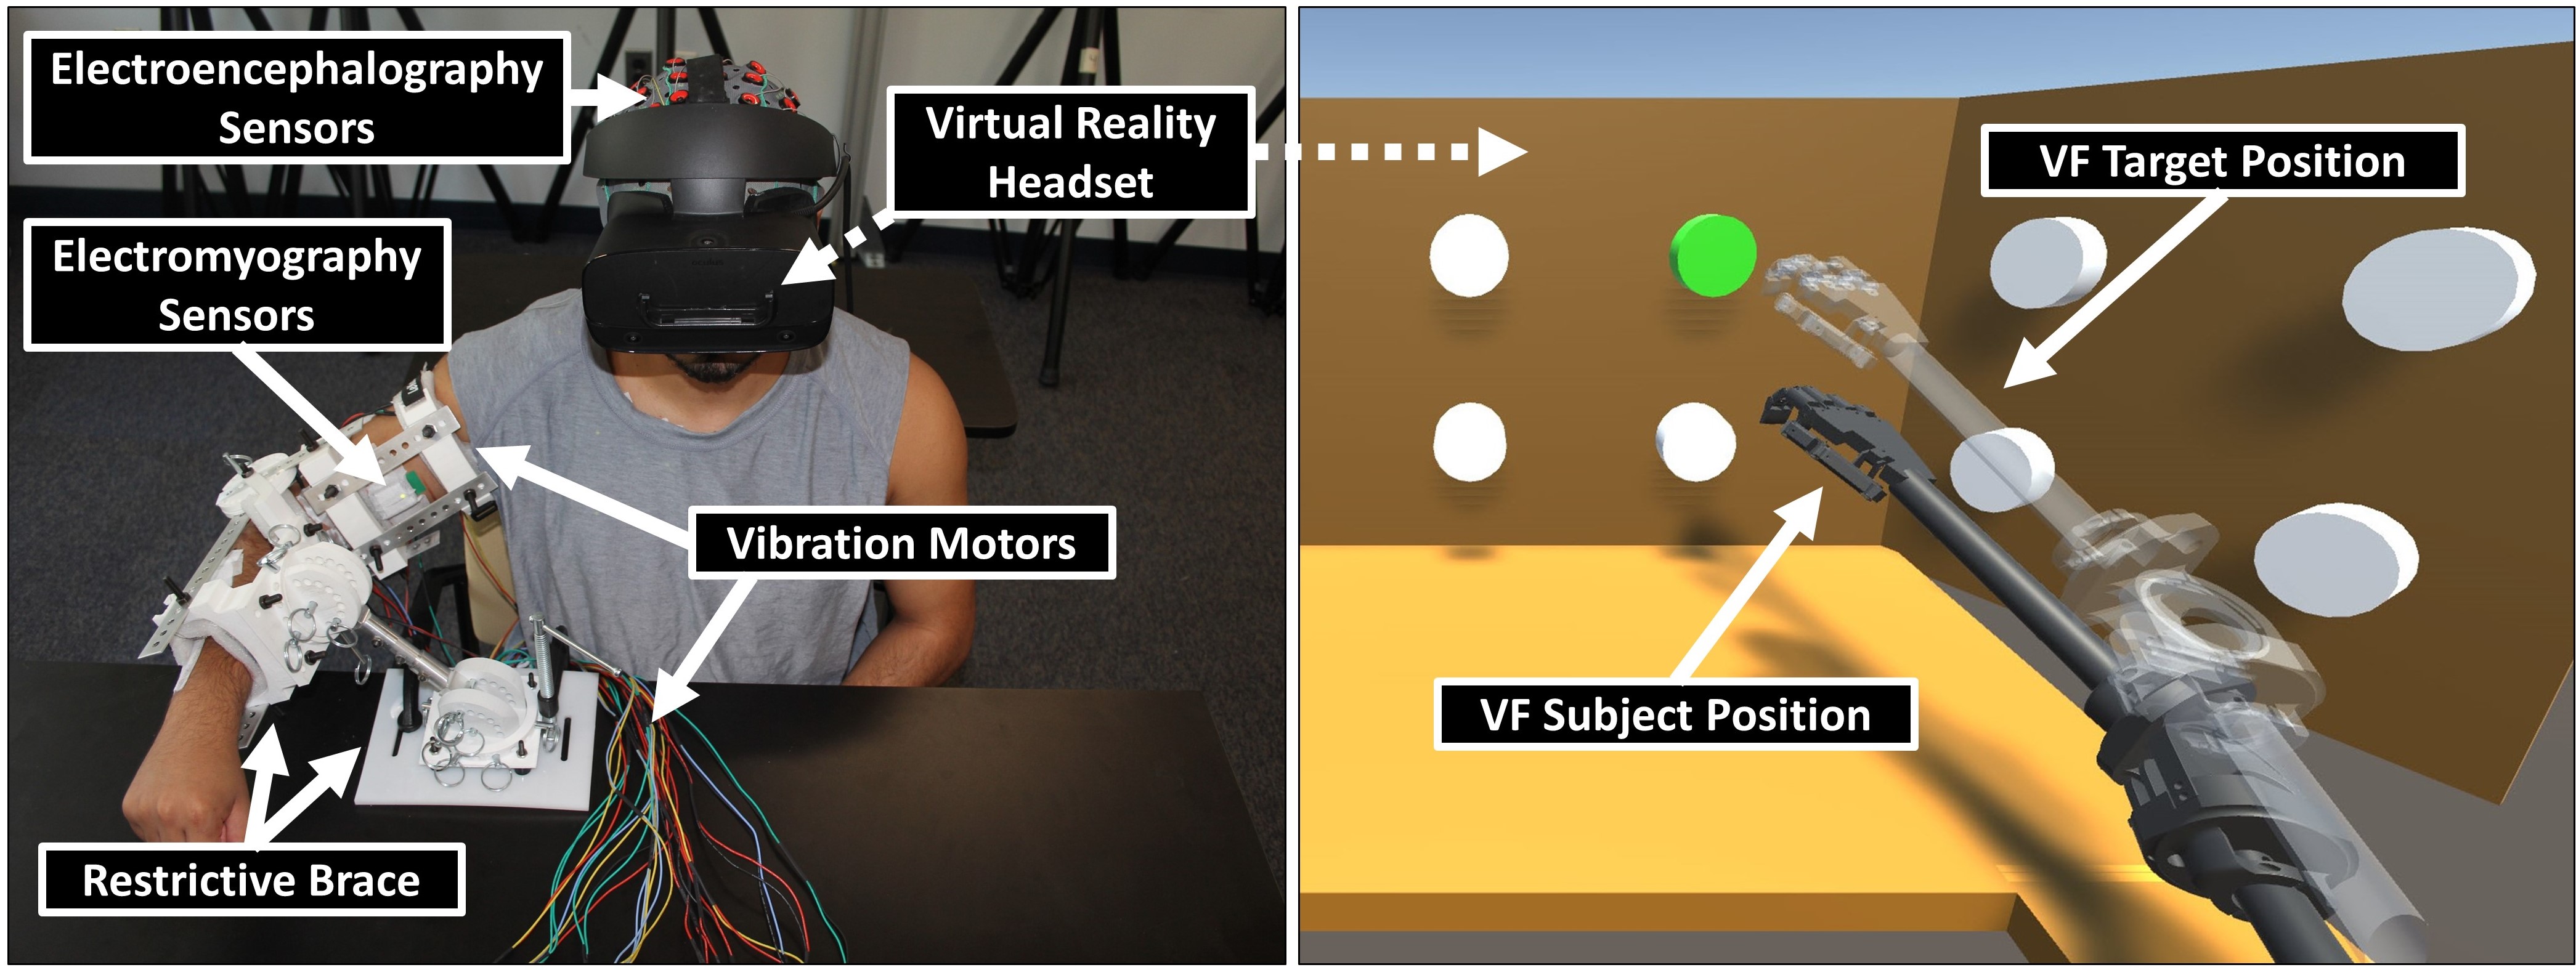 Electroencephalography
Sensors
Virtual Reality
Headset
Electromyography
Sensors
Vibration Motors
Restrictive Brace
VF Target Position
VF Subject Position